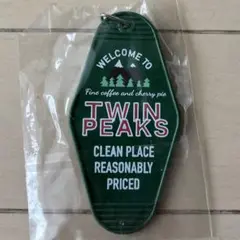 WELCOME TO
Fine coffee and cherry pie
TWIN
PEAKS
CLEAN PLACE
REASONABLY
PRICED